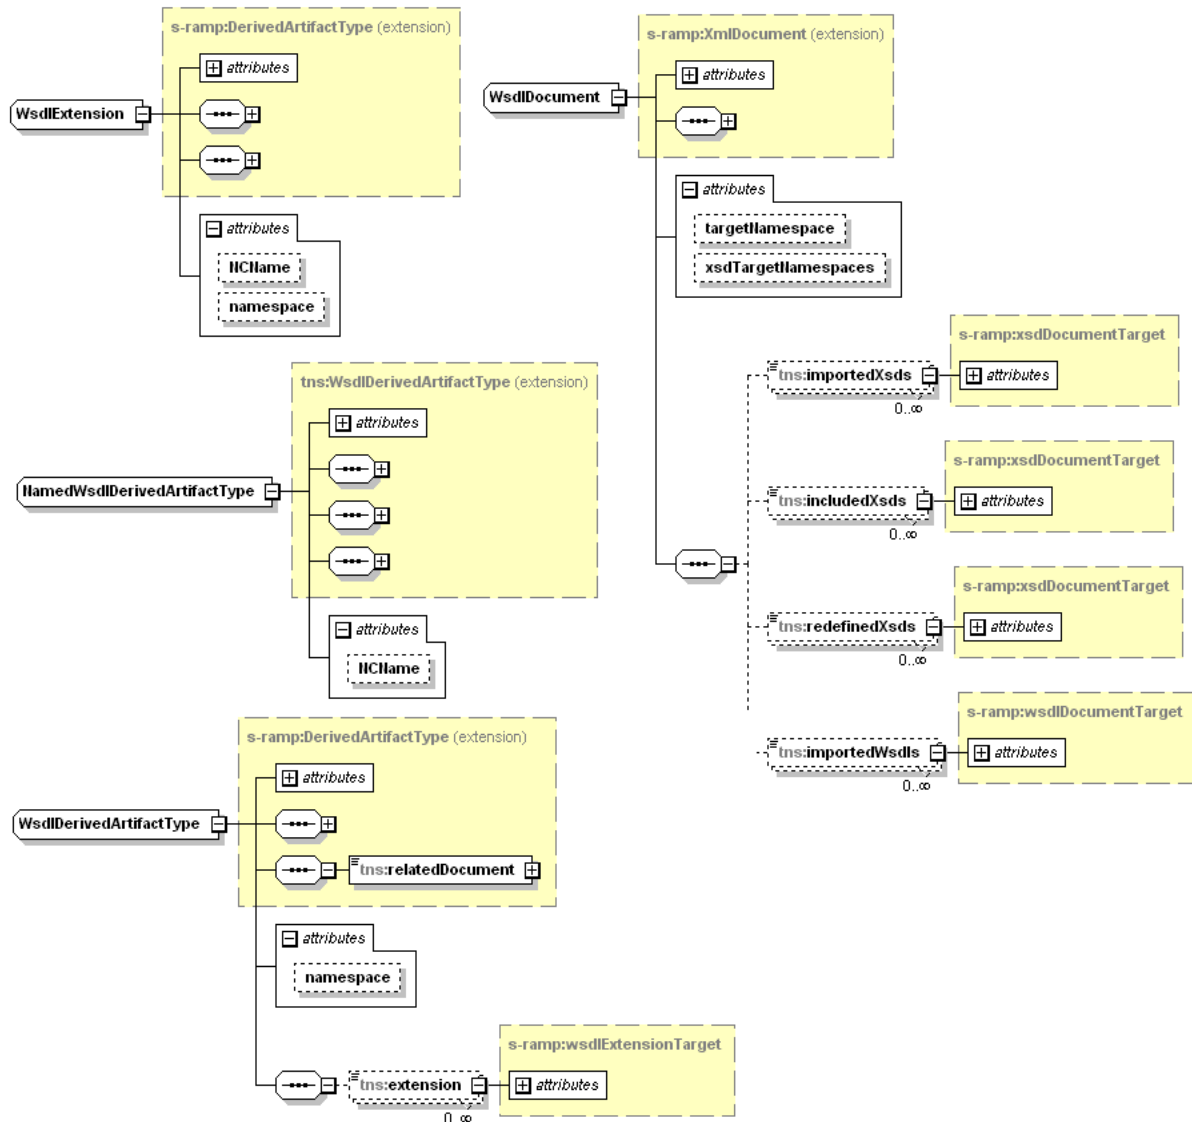 s-ramp:DerivedArtifactType (extension)
attributes
WsdlExtension
attributes
NCName
namespace
s-ramp:XmlDocument (extension)
attributes
WsdlDocument
attributes
targetNamespace
xsdTargetNamespaces
s-ramp:xsdDocumentTarget
tns:importedXsds
attributes
0..∞
s-ramp:xsdDocumentTarget
tns:includedXsds
attributes
0..∞
s-ramp:xsdDocumentTarget
tns:redefinedXsds
attributes
0..∞
s-ramp:wsdlDocumentTarget
tns:importedWsdls
attributes
0..∞
tns:WsdlDerivedArtifactType (extension)
attributes
NamedWsdlDerivedArtifactType
attributes
NCName
s-ramp:DerivedArtifactType (extension)
attributes
WsdlDerivedArtifactType
tns:relatedDocument
attributes
namespace
s-ramp:wsdlExtensionTarget
tns:extension
attributes
0..∞